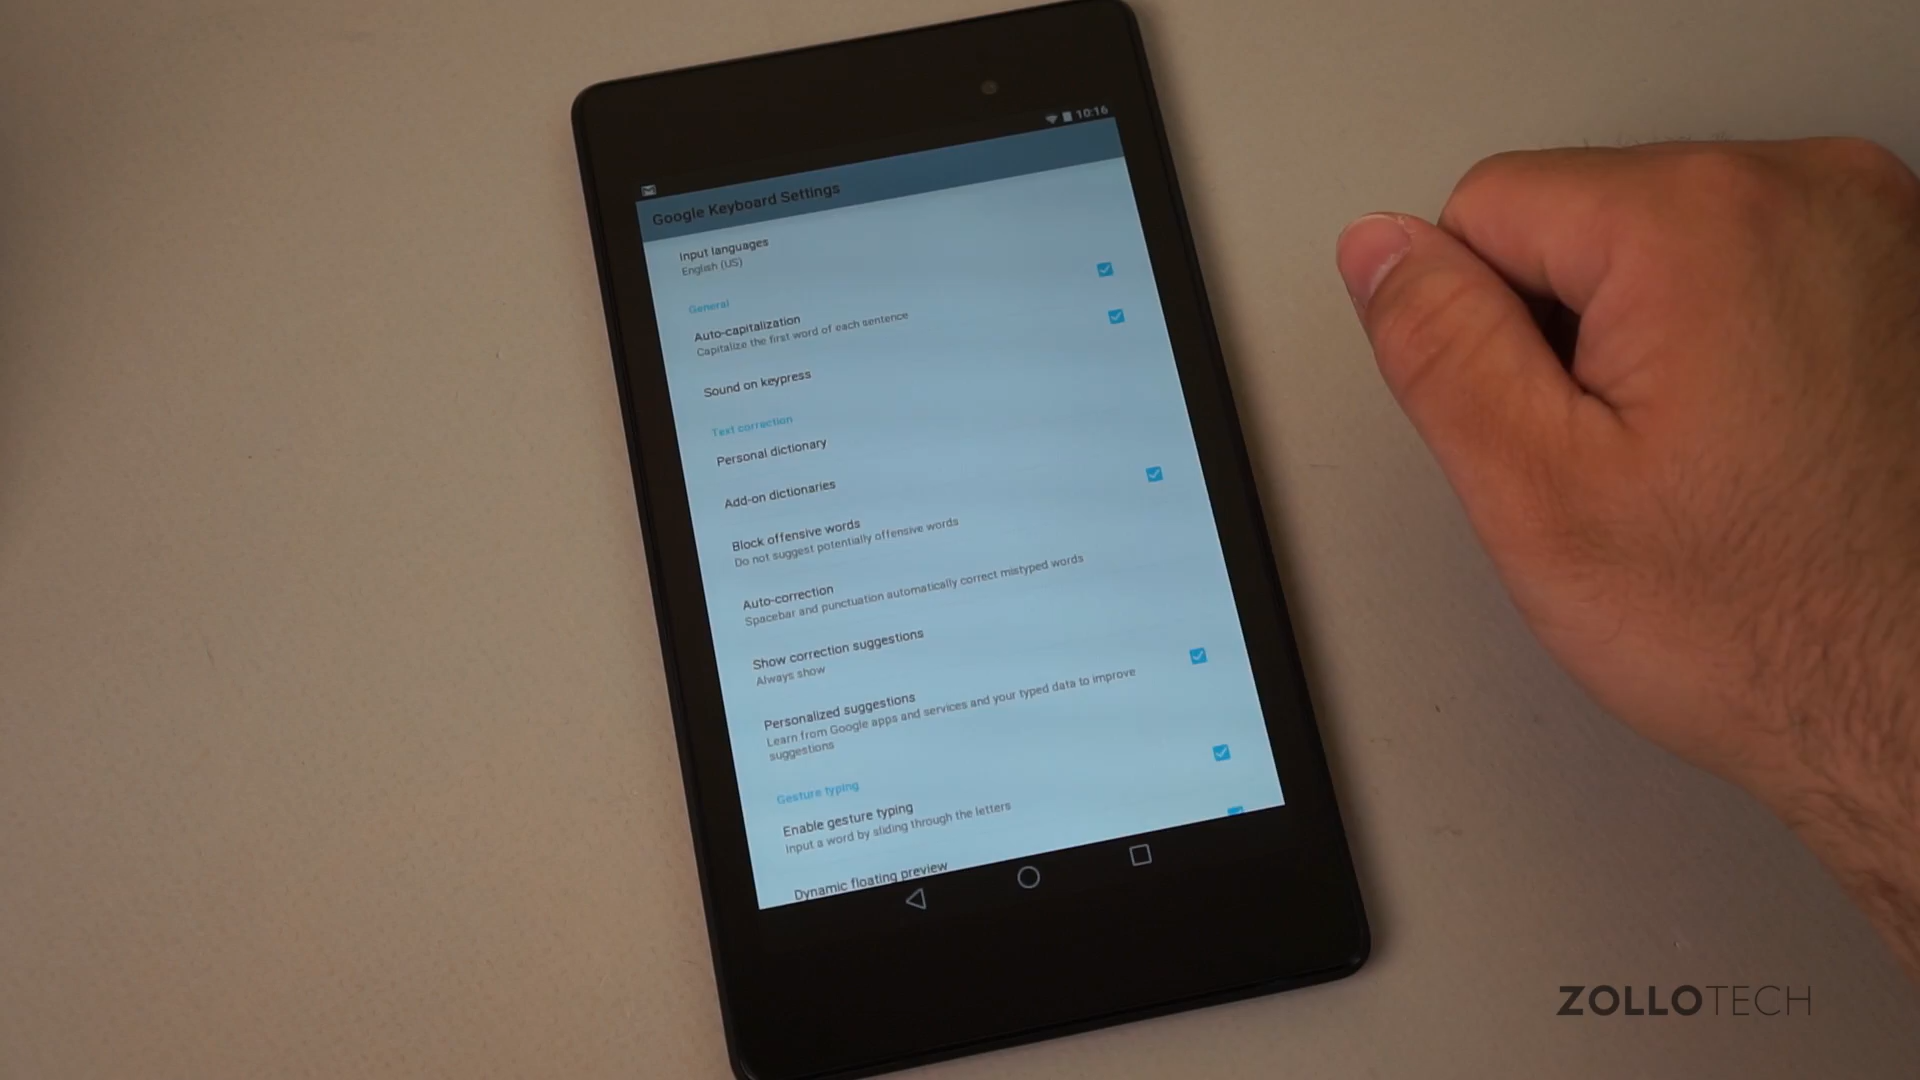 10:16
Google Keyboard Settings
Input languages
English (US)
General
Auto-capitalization
Capitalize the first word of each sentence
Sound on keypress
Text correction
Personal dictionary
Add-on dictionaries
Block offensive words
Do not suggest potentially offensive words
Auto-correction
Spacebar and punctuation automatically correct mistyped words
Show correction suggestions
Always show
Personalized suggestions
Learn from Google apps and services and your typed data to improve
suggestions
Gesture typing
Enable gesture typing
Input a word by sliding through the letters
Dynamic floating preview
ZOLLOTECH